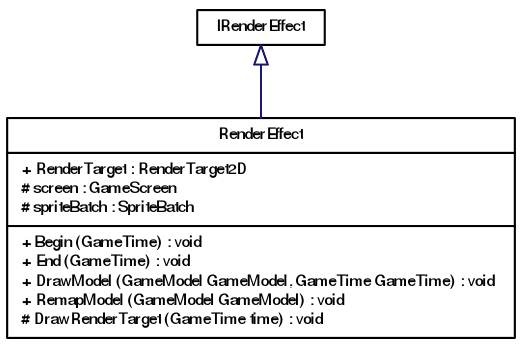 IRenderEffect
RenderEffect
+ RenderTarget : RenderTarget2D
# screen : GameScreen
# spriteBatch : SpriteBatch
+ Begin (GameTime) : void
+ End (GameTime) : void
+ DrawModel (GameModel GameModel, GameTime GameTime) : void
+ RemapModel (GameModel GameModel) : void
# DrawRenderTarget (GameTime time) : void